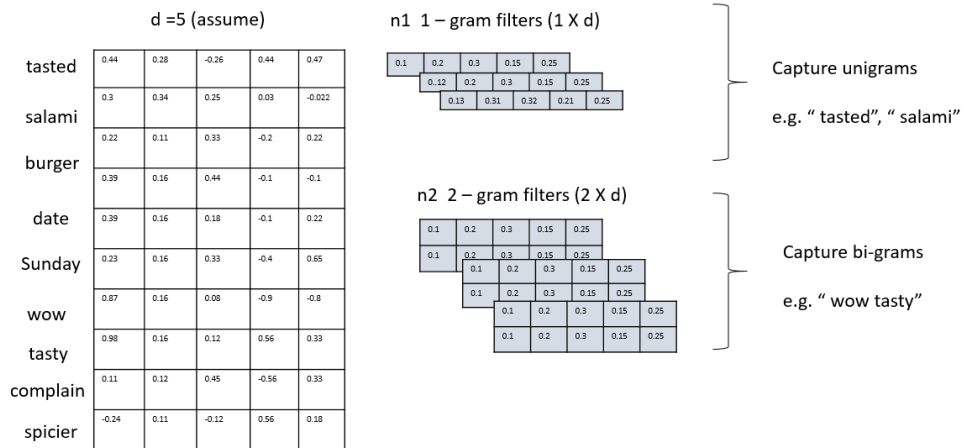 d =5 (assume)
n1 1 – gram filters (1 X d)
tasted 0.44 0.28 -0.26 0.44 0.47
salami 0.3 0.34 0.25 0.03 -0.022
burger 0.22 0.11 0.33 -0.2 0.22
0.39 0.16 0.44 -0.1 -0.1
date 0.39 0.16 0.18 -0.1 0.22
Sunday 0.23 0.16 0.33 -0.4 0.65
wow 0.87 0.16 0.08 -0.9 -0.8
tasty 0.98 0.16 0.12 0.56 0.33
complain 0.11 0.12 0.45 -0.56 0.33
spicier -0.24 0.11 -0.12 0.56 0.18
0.1 0.2 0.3 0.15 0.25
0.12 0.2 0.3 0.15 0.25
0.13 0.31 0.32 0.21 0.25
Capture unigrams
e.g. “ tasted”, “ salami”
n2 2 – gram filters (2 X d)
0.1 0.2 0.3 0.15 0.25
0.1 0.2 0.3 0.15 0.25
0.1 0.2 0.3 0.15 0.25
0.1 0.2 0.3 0.15 0.25
0.1 0.2 0.3 0.15 0.25
0.1 0.2 0.3 0.15 0.25
Capture bi-grams
e.g. “ wow tasty”